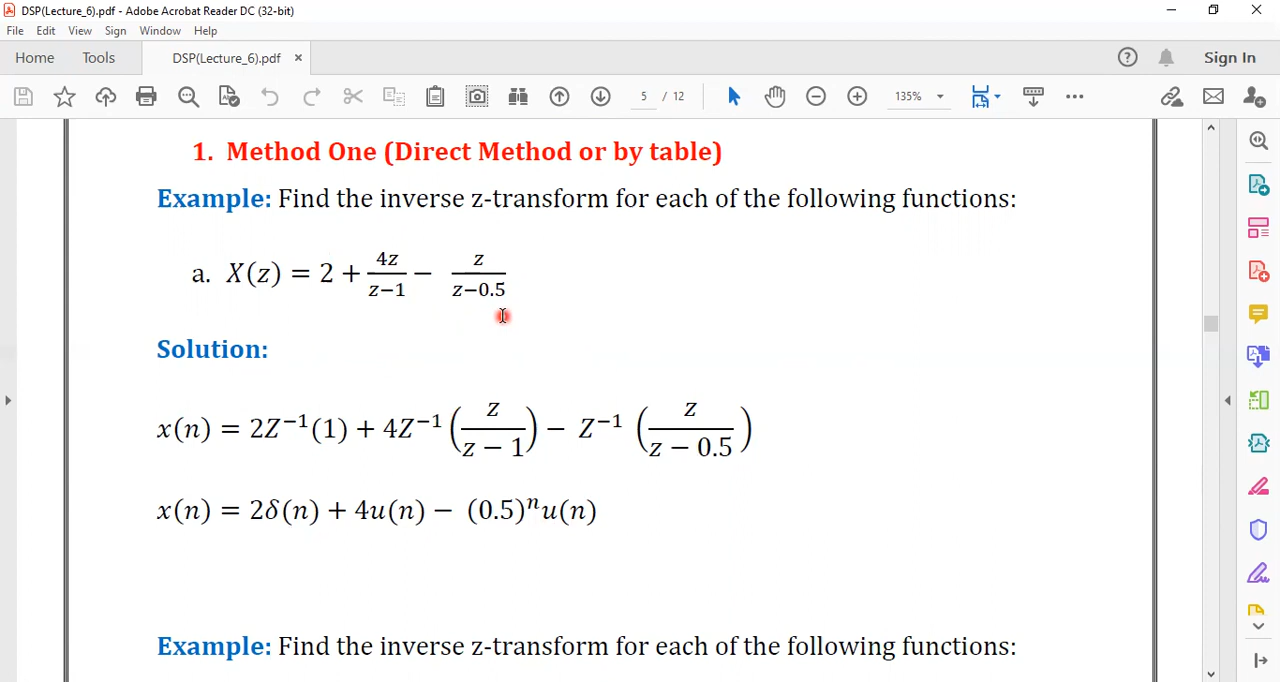 DSP(Lecture_6).pdf - Adobe Acrobat Reader DC (32-bit)
File Edit View Sign Window Help
Home Tools DSP(Lecture_6).pdf × Sign In
5 / 12 135%
1. Method One (Direct Method or by table)
Example: Find the inverse z-transform for each of the following functions:
a. X(z) = 2 + 4z/(z−1) − z/(z−0.5)
Solution:
x(n) = 2Z⁻¹(1) + 4Z⁻¹(z/(z − 1)) − Z⁻¹(z/(z − 0.5))
x(n) = 2δ(n) + 4u(n) − (0.5)ⁿu(n)
Example: Find the inverse z-transform for each of the following functions: